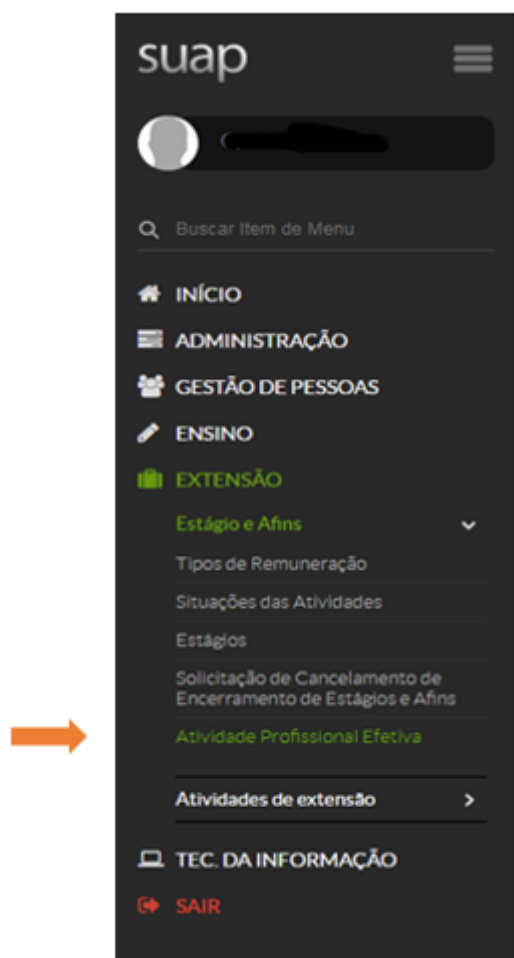 suap
Buscar Item de Menu
INÍCIO
ADMINISTRAÇÃO
GESTÃO DE PESSOAS
ENSINO
EXTENSÃO
Estágio e Afins
Tipos de Remuneração
Situações das Atividades
Estágios
Solicitação de Cancelamento de
Encerramento de Estágios e Afins
Atividade Profissional Efetiva
Atividades de extensão
TEC. DA INFORMAÇÃO
SAIR